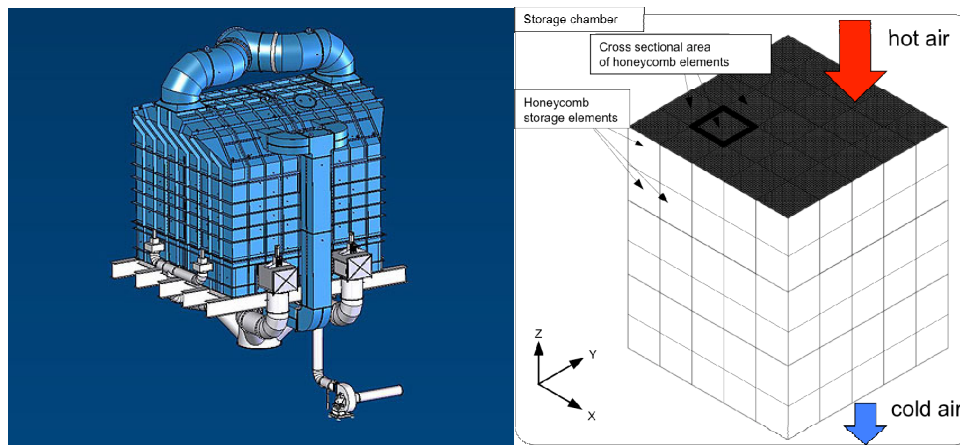 Storage chamber
hot air
Cross sectional area
of honeycomb elements
Honeycomb
storage elements
Z
Y
X
cold air